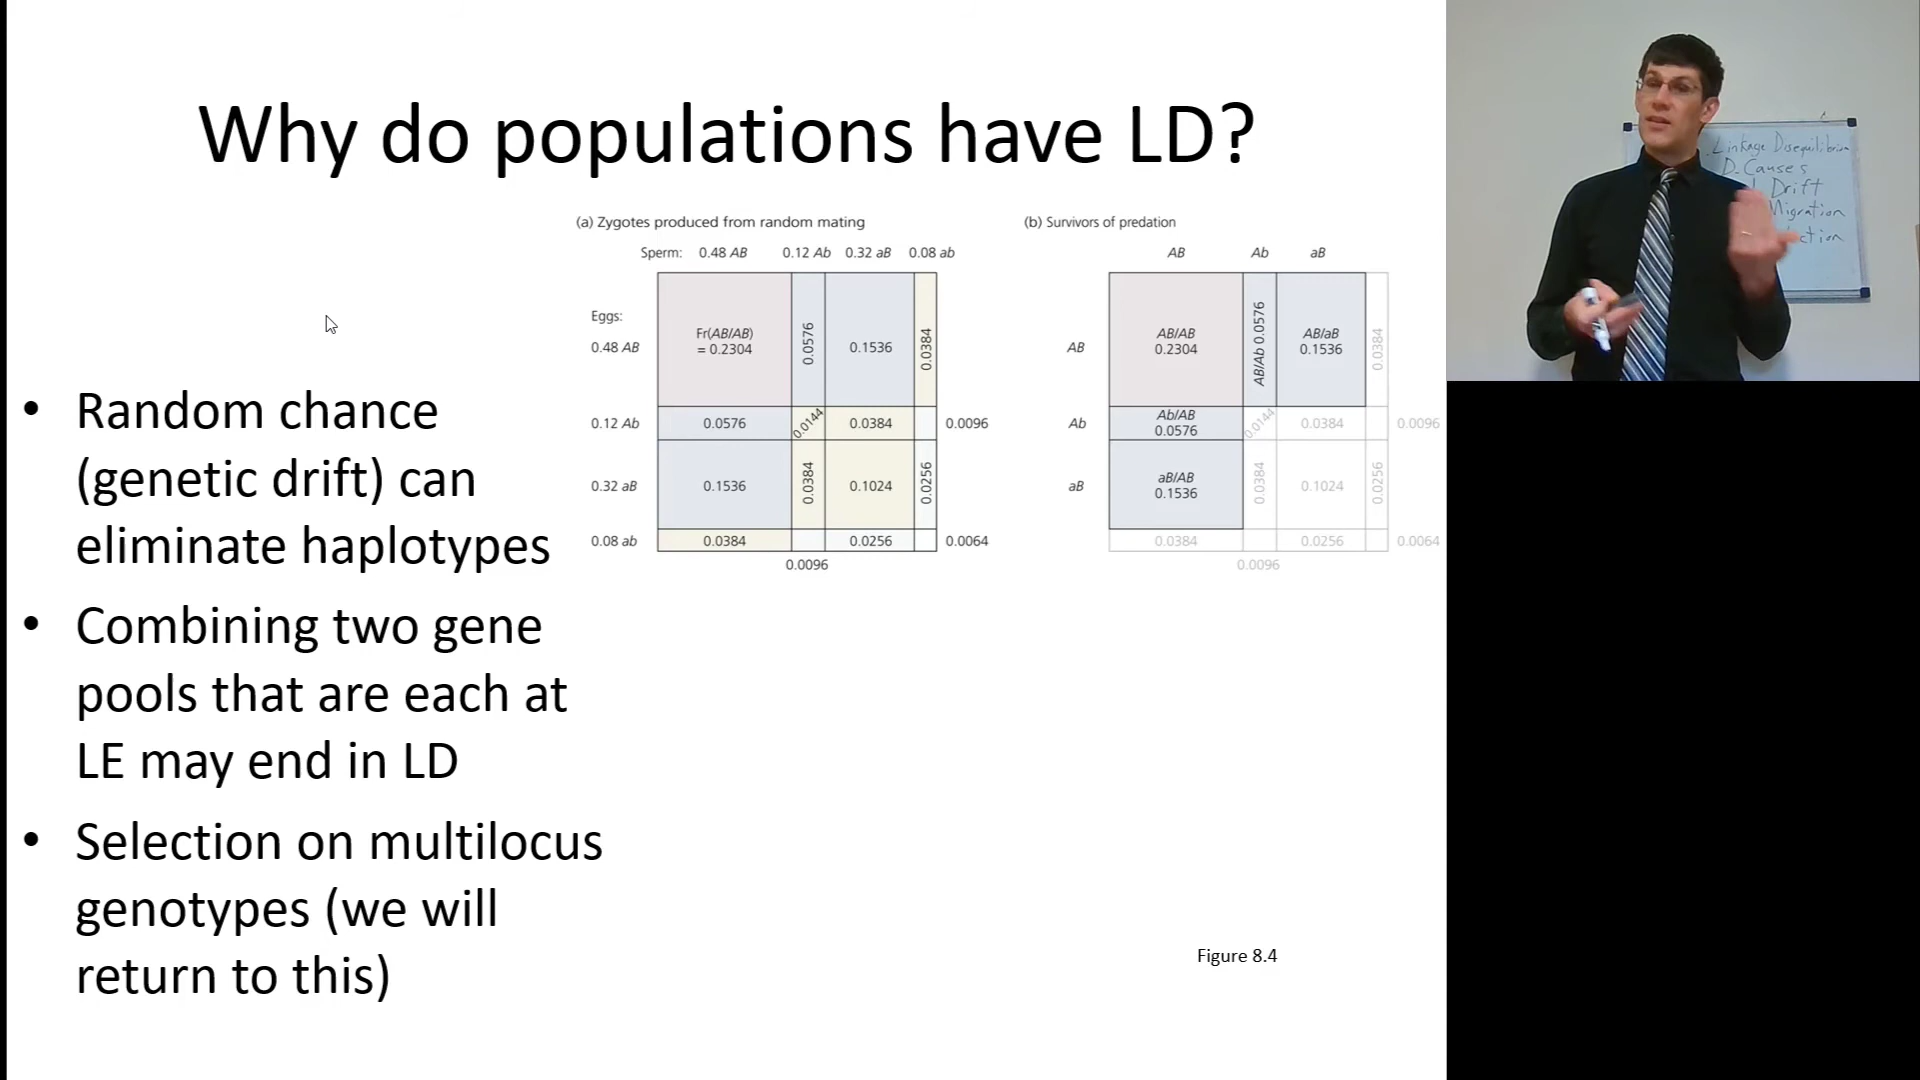 Why do populations have LD?
(a) Zygotes produced from random mating
Sperm: 0.48 AB 0.12 Ab 0.32 aB 0.08 ab
Eggs:
0.48 AB
Fr(AB/AB)
= 0.2304
0.0576
0.1536
0.0384
0.12 Ab 0.0576 0.0144 0.0384 0.0096
0.32 aB 0.1536 0.0384 0.1024 0.0256
0.08 ab 0.0384 0.0256 0.0064
0.0096
(b) Survivors of predation
AB Ab aB
AB
AB/AB
0.2304
AB/Ab 0.0576
AB/aB
0.1536
0.0384
Ab
Ab/AB
0.0576
0.0144
0.0384
0.0096
aB
aB/AB
0.1536
0.0384
0.1024
0.0256
0.0384 0.0256 0.0064
0.0096
• Random chance
(genetic drift) can
eliminate haplotypes
• Combining two gene
pools that are each at
LE may end in LD
• Selection on multilocus
genotypes (we will
return to this)
Figure 8.4
Linkage Disequilibrium
D. Causes
Drift
Migration